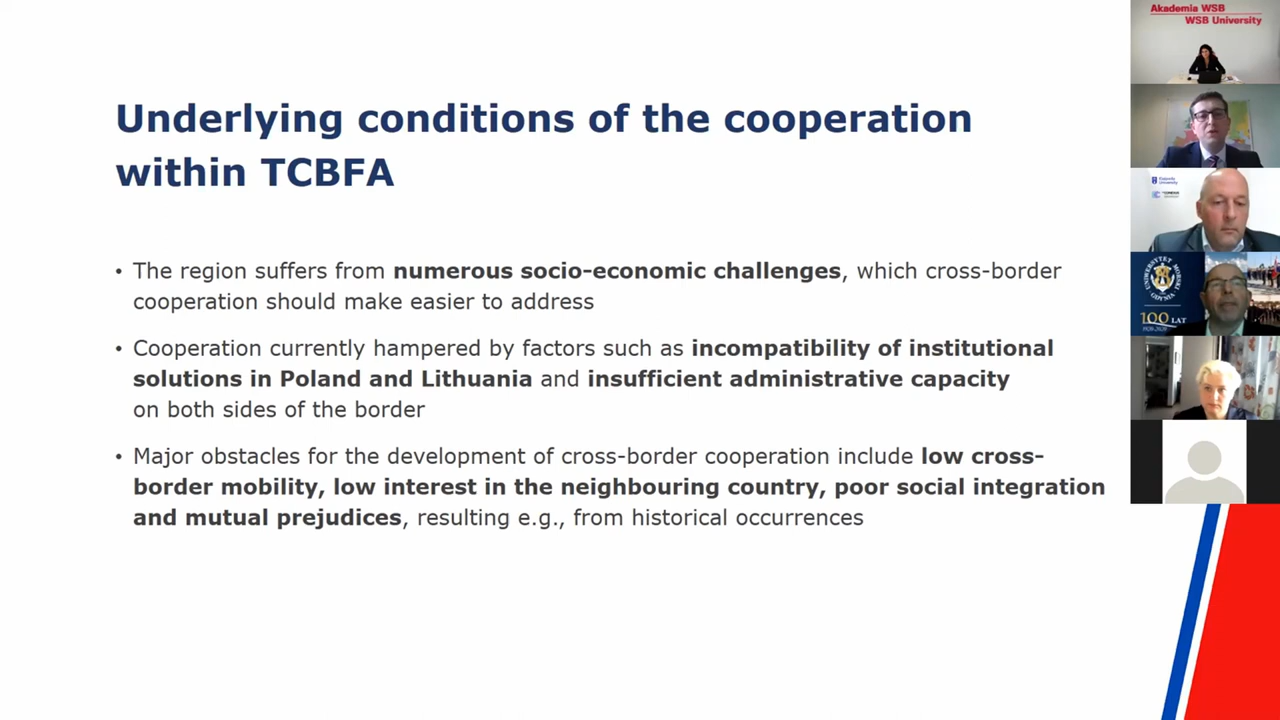 Underlying conditions of the cooperation
within TCBFA
• The region suffers from numerous socio-economic challenges, which cross-border
cooperation should make easier to address
• Cooperation currently hampered by factors such as incompatibility of institutional
solutions in Poland and Lithuania and insufficient administrative capacity
on both sides of the border
• Major obstacles for the development of cross-border cooperation include low cross-
border mobility, low interest in the neighbouring country, poor social integration
and mutual prejudices, resulting e.g., from historical occurrences
Akademia WSB
WSB University
UNIWERSYTET MORSKI
GDYNIA
100 LAT